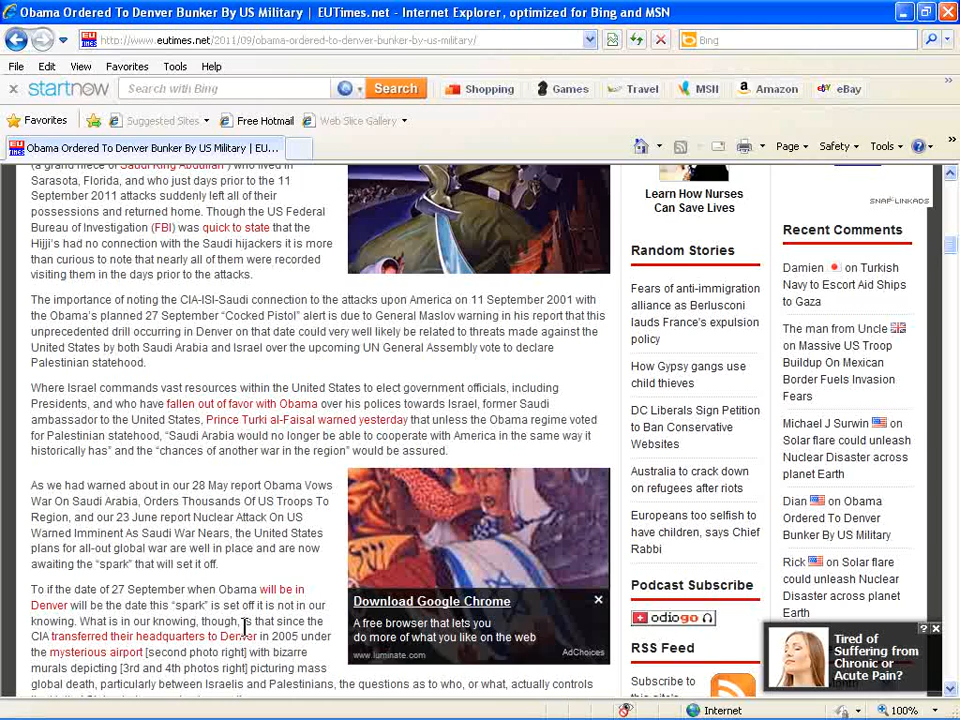 Obama Ordered To Denver Bunker By US Military | EUTimes.net - Internet Explorer, optimized for Bing and MSN
http://www.eutimes.net/2011/09/obama-ordered-to-denver-bunker-by-us-military/
Bing
File Edit View Favorites Tools Help
startnow Search with Bing Search Shopping Games Travel MSN Amazon eBay
Favorites Suggested Sites Free Hotmail Web Slice Gallery
EU TIMES Obama Ordered To Denver Bunker By US Military | EU...
Page Safety Tools
(a grand niece of Saudi King Abdullah ) who lived in
Sarasota, Florida, and who just days prior to the 11
September 2011 attacks suddenly left all of their
possessions and returned home. Though the US Federal
Bureau of Investigation (FBI) was quick to state that the
Hijji's had no connection with the Saudi hijackers it is more
than curious to note that nearly all of them were recorded
visiting them in the days prior to the attacks.
The importance of noting the CIA-ISI-Saudi connection to the attacks upon America on 11 September 2001 with
the Obama's planned 27 September “Cocked Pistol” alert is due to General Maslov warning in his report that this
unprecedented drill occurring in Denver on that date could very well likely be related to threats made against the
United States by both Saudi Arabia and Israel over the upcoming UN General Assembly vote to declare
Palestinian statehood.
Where Israel commands vast resources within the United States to elect government officials, including
Presidents, and who have fallen out of favor with Obama over his polices towards Israel, former Saudi
ambassador to the United States, Prince Turki al-Faisal warned yesterday that unless the Obama regime voted
for Palestinian statehood, “Saudi Arabia would no longer be able to cooperate with America in the same way it
historically has” and the “chances of another war in the region” would be assured.
As we had warned about in our 28 May report Obama Vows
War On Saudi Arabia, Orders Thousands Of US Troops To
Region, and our 23 June report Nuclear Attack On US
Warned Imminent As Saudi War Nears, the United States
plans for all-out global war are well in place and are now
awaiting the “spark” that will set it off.
To if the date of 27 September when Obama will be in
Denver will be the date this “spark” is set off it is not in our
knowing. What is in our knowing, though, is that since the
CIA transferred their headquarters to Denver in 2005 under
the mysterious airport [second photo right] with bizarre
murals depicting [3rd and 4th photos right] picturing mass
global death, particularly between Israelis and Palestinians, the questions as to who, or what, actually controls
Download Google Chrome
A free browser that lets you
do more of what you like on the web
www.luminate.com AdChoices
Learn How Nurses
Can Save Lives
Random Stories
Fears of anti-immigration
alliance as Berlusconi
lauds France's expulsion
policy
How Gypsy gangs use
child thieves
DC Liberals Sign Petition
to Ban Conservative
Websites
Australia to crack down
on refugees after riots
Europeans too selfish to
have children, says Chief
Rabbi
Podcast Subscribe
odiogo
RSS Feed
Subscribe to
this site's
SNAP LINKADS
Recent Comments
Damien on Turkish
Navy to Escort Aid Ships
to Gaza
The man from Uncle
on Massive US Troop
Buildup On Mexican
Border Fuels Invasion
Fears
Michael J Surwin
on Solar flare
could unleash
Nuclear Disaster across
planet Earth
Dian on Obama
Ordered To Denver
Bunker By US Military
Rick on Solar flare
could unleash
Nuclear Disaster
across planet
Earth
Tired of
Suffering from
Chronic or
Acute Pain?
Internet 100%